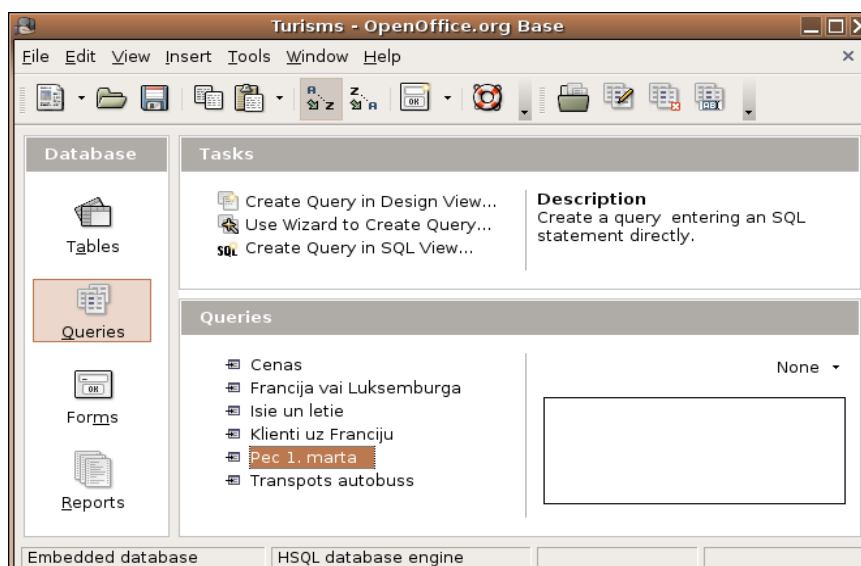 Turisms - OpenOffice.org Base
File Edit View Insert Tools Window Help
Database
Tables
Queries
Forms
Reports
Tasks
Create Query in Design View...
Use Wizard to Create Query...
SQL Create Query in SQL View...
Description
Create a query entering an SQL
statement directly.
Queries
Cenas
Francija vai Luksemburga
Isie un letie
Klienti uz Franciju
Pec 1. marta
Transpots autobuss
None
Embedded database HSQL database engine